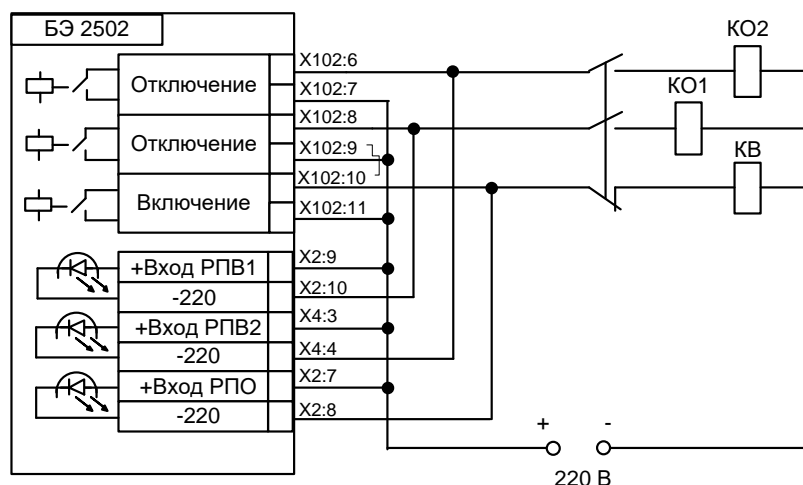 БЭ 2502
КО2
X102:6
Отключение
X102:7
КО1
X102:8
Отключение
X102:9
КВ
X102:10
Включение
X102:11
+Вход РПВ1
X2:9
-220
X2:10
+Вход РПВ2
X4:3
-220
X4:4
+Вход РПО
X2:7
-220
X2:8
+ -
220 В